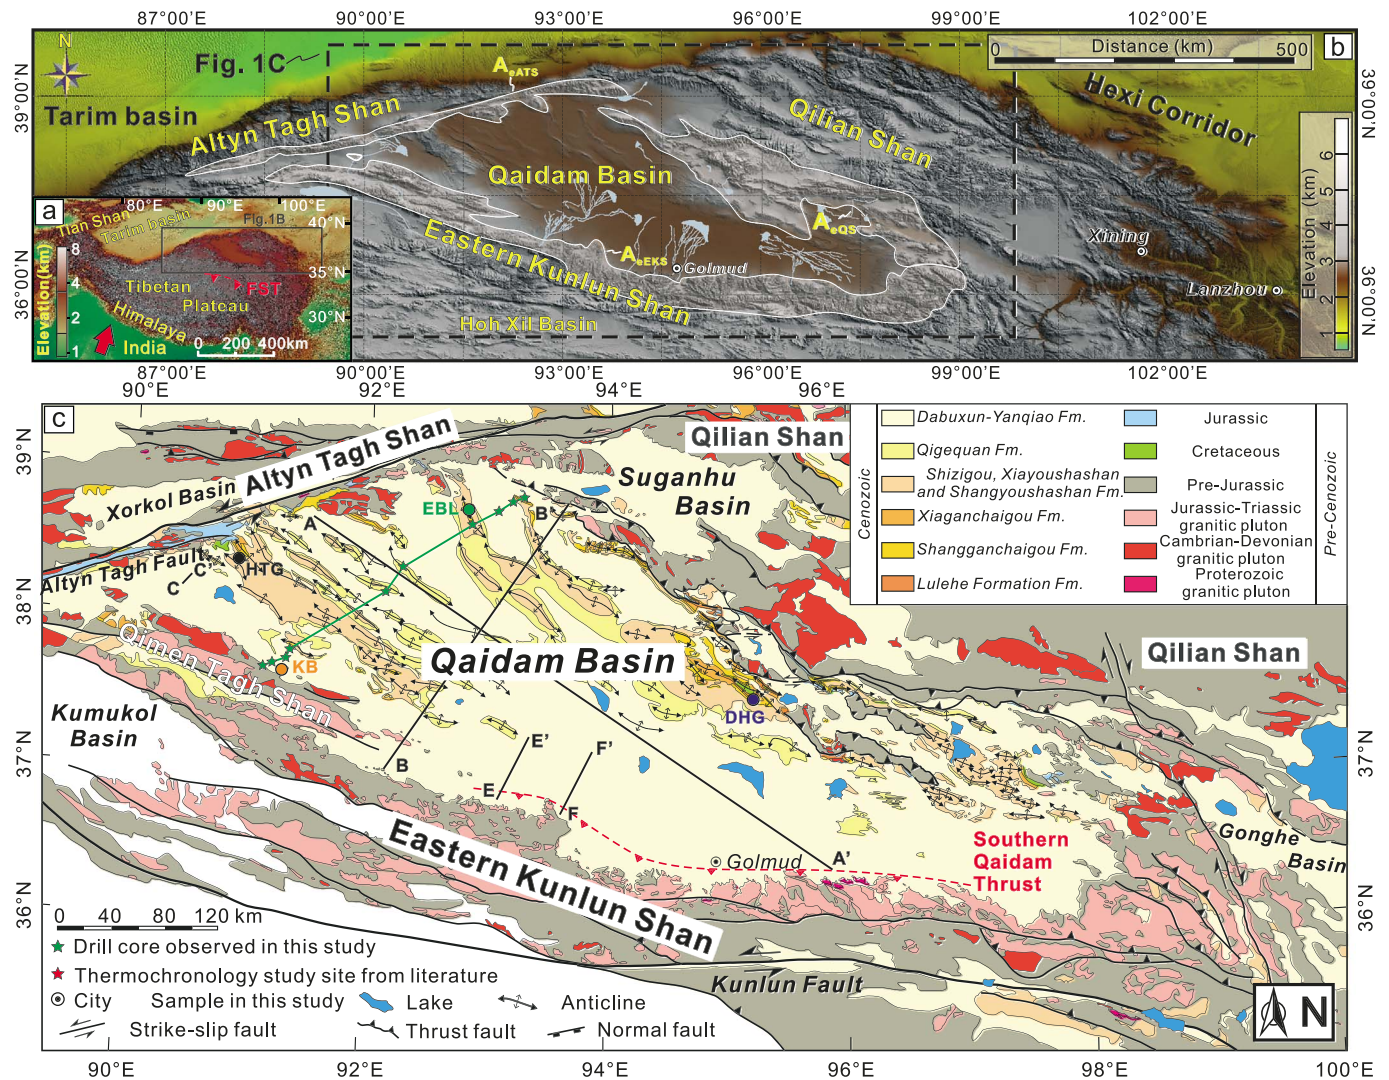 87°00'E 90°00'E 93°00'E 96°00'E 99°00'E 102°00'E
N
Fig. 1C
b
0 Distance (km) 500
39°00'N
39°00'N
36°00'N
36°00'N
Tarim basin
Altyn Tagh Shan
AeATS
Qilian Shan
Hexi Corridor
Qaidam Basin
AeQS
AeEKS
Golmud
Eastern Kunlun Shan
Hoh Xil Basin
Xining
Lanzhou
Elevation (km)
6
5
4
3
2
1
a
80°E 90°E 100°E
Tian Shan
Tarim basin
Fig.1B
40°N
35°N
30°N
Elevation(km)
8
4
2
1
Tibetan
Plateau
FST
Himalaya
India
0 200 400km
87°00'E 90°00'E 93°00'E 96°00'E 99°00'E 102°00'E
90°E 92°E 94°E 96°E
c
39°N
38°N
37°N
36°N
37°N
36°N
Altyn Tagh Shan
Xorkol Basin
Altyn Tagh Fault
Qilian Shan
Suganhu
Basin
EBL
A
B'
C C'
HTG
Qimen Tagh Shan
KB
Qaidam Basin
DHG
Kumukol
Basin
B
E'
F'
E
F
Golmud
A'
Southern
Qaidam
Thrust
Qilian Shan
Gonghe
Basin
Eastern Kunlun Shan
Kunlun Fault
Cenozoic
Dabuxun-Yanqiao Fm.
Qigequan Fm.
Shizigou, Xiayoushashan
and Shangyoushashan Fm.
Xiaganchaigou Fm.
Shangganchaigou Fm.
Lulehe Formation Fm.
Jurassic
Cretaceous
Pre-Jurassic
Jurassic-Triassic
granitic pluton
Cambrian-Devonian
granitic pluton
Proterozoic
granitic pluton
Pre-Cenozoic
0 40 80 120 km
Drill core observed in this study
Thermochronology study site from literature
City Sample in this study Lake Anticline
Strike-slip fault Thrust fault Normal fault
N
90°E 92°E 94°E 96°E 98°E 100°E